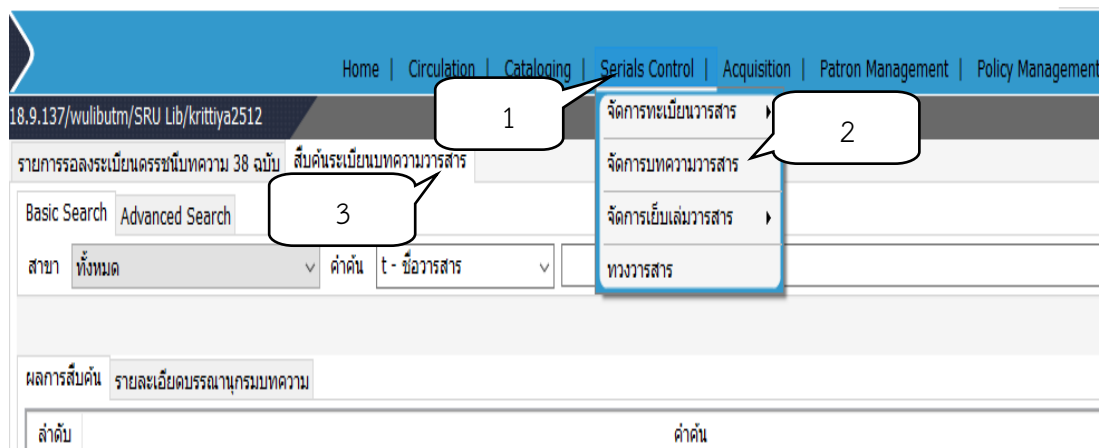 Home | Circulation | Cataloging | Serials Control | Acquisition | Patron Management | Policy Management
18.9.137/wulibutm/SRU Lib/krittiya2512
1
จัดการทะเบียนวารสาร
2
รายการรอลงระเบียนดรรชนีบทความ 38 ฉบับ สืบค้นระเบียนบทความวารสาร
จัดการบทความวารสาร
Basic Search Advanced Search
3
จัดการเย็บเล่มวารสาร
สาขา ทั้งหมด คำค้น t - ชื่อวารสาร
ทวงวารสาร
ผลการสืบค้น รายละเอียดบรรณานุกรมบทความ
ลำดับ คำค้น